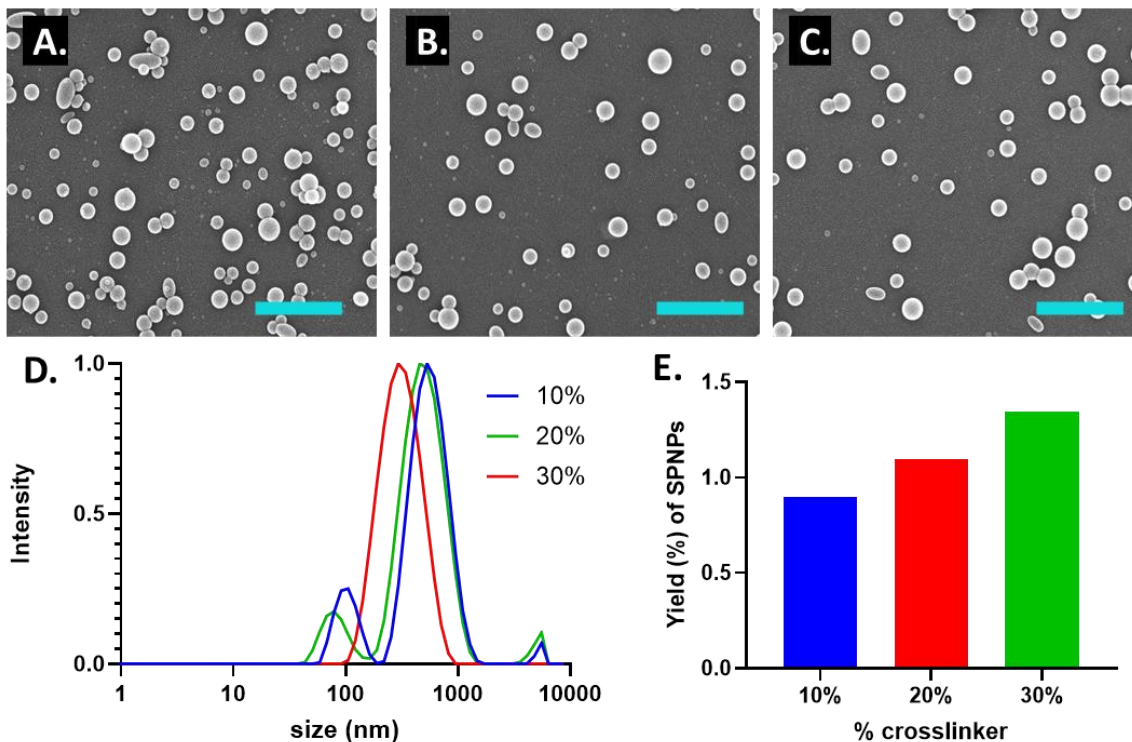 A.
B.
C.
D.
1.0
0.5
0.0
Intensity
1 10 100 1000 10000
size (nm)
10%
20%
30%
E.
1.5
1.0
0.5
0.0
Yield (%) of SPNPs
10% 20% 30%
% crosslinker